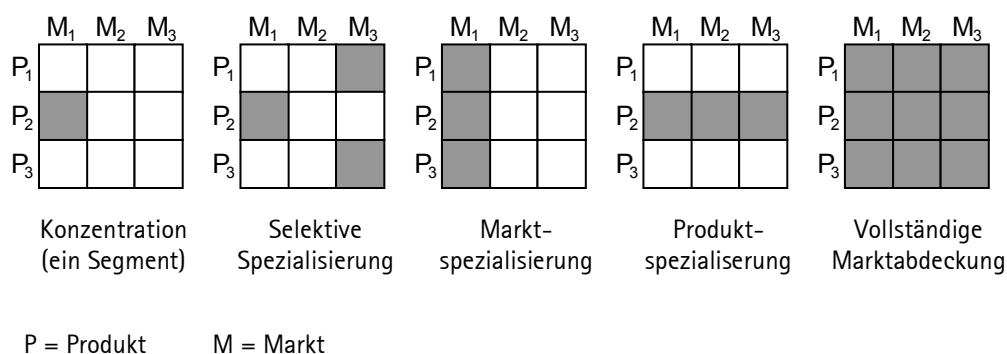 M₁ M₂ M₃ M₁ M₂ M₃ M₁ M₂ M₃ M₁ M₂ M₃ M₁ M₂ M₃
P₁ P₁ P₁ P₁ P₁
P₂ P₂ P₂ P₂ P₂
P₃ P₃ P₃ P₃ P₃
Konzentration
(ein Segment)
Selektive
Spezialisierung
Markt-
spezialisierung
Produkt-
spezialiserung
Vollständige
Marktabdeckung
P = Produkt M = Markt